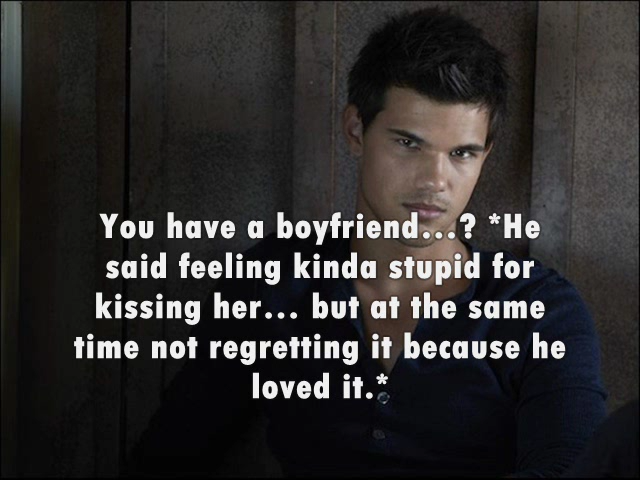 You have a boyfriend...? *He
said feeling kinda stupid for
kissing her... but at the same
time not regretting it because he
loved it.*